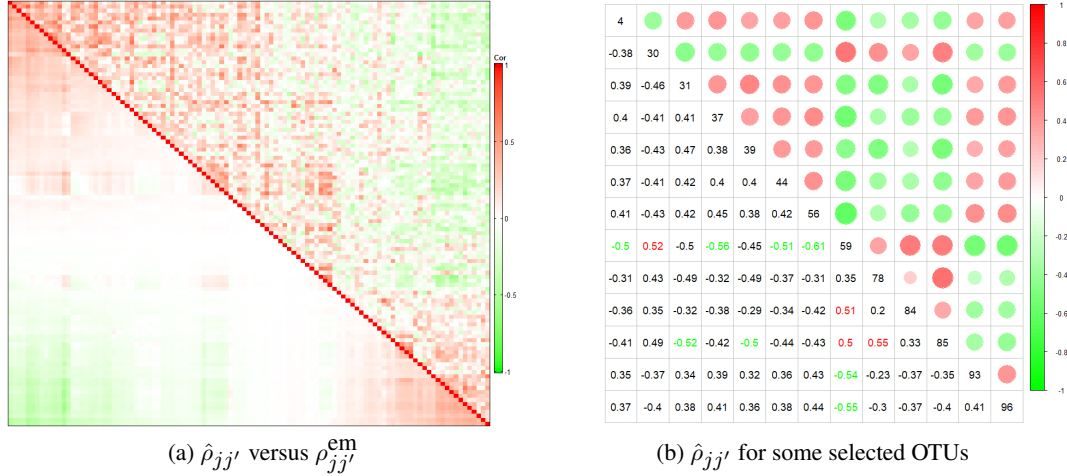 Cor
1
0.5
0
-0.5
-1
4
-0.38 30
0.39 -0.46 31
0.4 -0.41 0.41 37
0.36 -0.43 0.47 0.38 39
0.37 -0.41 0.42 0.4 0.4 44
0.41 -0.43 0.42 0.45 0.38 0.42 56
-0.5 0.52 -0.5 -0.56 -0.45 -0.51 -0.61 59
-0.31 0.43 -0.49 -0.32 -0.49 -0.37 -0.31 0.35 78
-0.36 0.35 -0.32 -0.38 -0.29 -0.34 -0.42 0.51 0.2 84
-0.41 0.49 -0.52 -0.42 -0.5 -0.44 -0.43 0.5 0.55 0.33 85
0.35 -0.37 0.34 0.39 0.32 0.36 0.43 -0.54 -0.23 -0.37 -0.35 93
0.37 -0.4 0.38 0.41 0.36 0.38 0.44 -0.55 -0.3 -0.37 -0.4 0.41 96
1
0.8
0.6
0.4
0.2
0
-0.2
-0.4
-0.6
-0.8
-1
(a) ρ̂jj′ versus ρjj′^em
(b) ρ̂jj′ for some selected OTUs